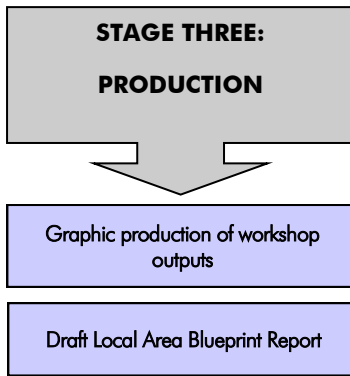 STAGE THREE:
PRODUCTION
Graphic production of workshop
outputs
Draft Local Area Blueprint Report